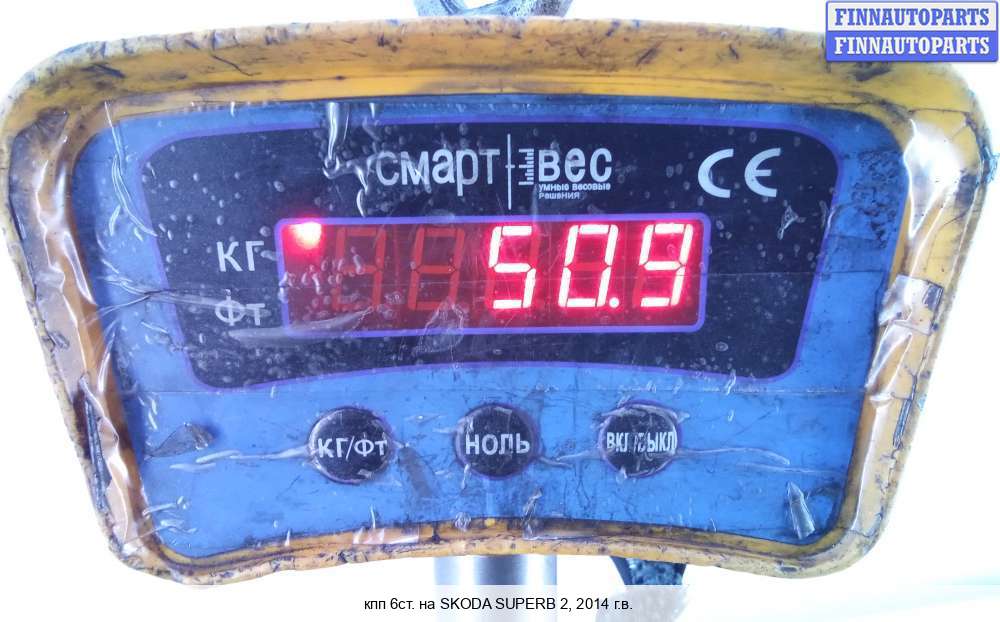 FINNAUTOPARTS
FINNAUTOPARTS
смарт вес
умные весовые
решения
CE
КГ
50.9
ФТ
КГ/ФТ
НОЛЬ
ВКЛ/ВЫКЛ
кпп 6ст. на SKODA SUPERB 2, 2014 г.в.